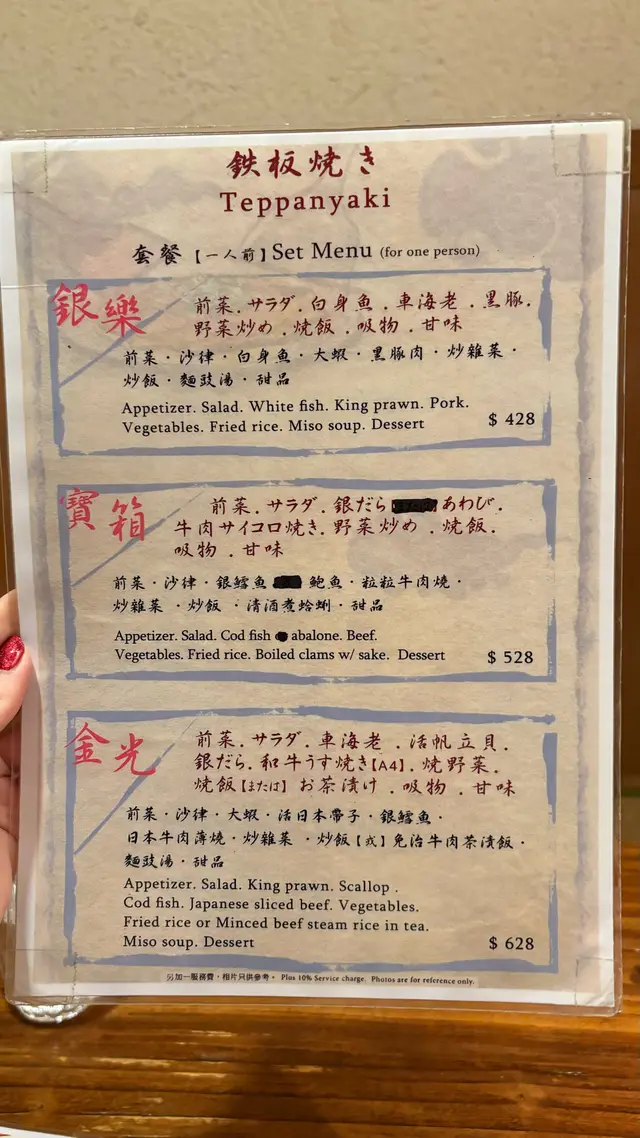 鉄板焼き
Teppanyaki
套餐【一人前】Set Menu (for one person)
銀樂
前菜.サラダ.白身魚.車海老.黒豚.
野菜炒め.焼飯.吸物.甘味
前菜・沙律・白身魚・大蝦・黑豚肉・炒雜菜・
炒飯・麵豉湯・甜品
Appetizer. Salad. White fish. King prawn. Pork.
Vegetables. Fried rice. Miso soup. Dessert
$ 428
寶箱
前菜.サラダ.銀だら あわび.
牛肉サイコロ焼き.野菜炒め.焼飯.
吸物.甘味
前菜・沙律・銀鱈魚 鮑魚・粒粒牛肉燒・
炒雜菜・炒飯・清酒煮蛤蜊・甜品
Appetizer. Salad. Cod fish abalone. Beef.
Vegetables. Fried rice. Boiled clams w/ sake. Dessert
$ 528
金光
前菜.サラダ.車海老.活帆立貝.
銀だら.和牛うす焼き【A4】.焼野菜.
焼飯【または】お茶漬け.吸物.甘味
前菜・沙律・大蝦・活日本帶子・銀鱈魚・
日本牛肉薄燒・炒雜菜・炒飯【或】免治牛肉茶漬飯・
麵豉湯・甜品
Appetizer. Salad. King prawn. Scallop .
Cod fish. Japanese sliced beef. Vegetables.
Fried rice or Minced beef steam rice in tea.
Miso soup. Dessert
$ 628
另加一服務費，相片只供參考。 Plus 10% Service charge. Photos are for reference only.